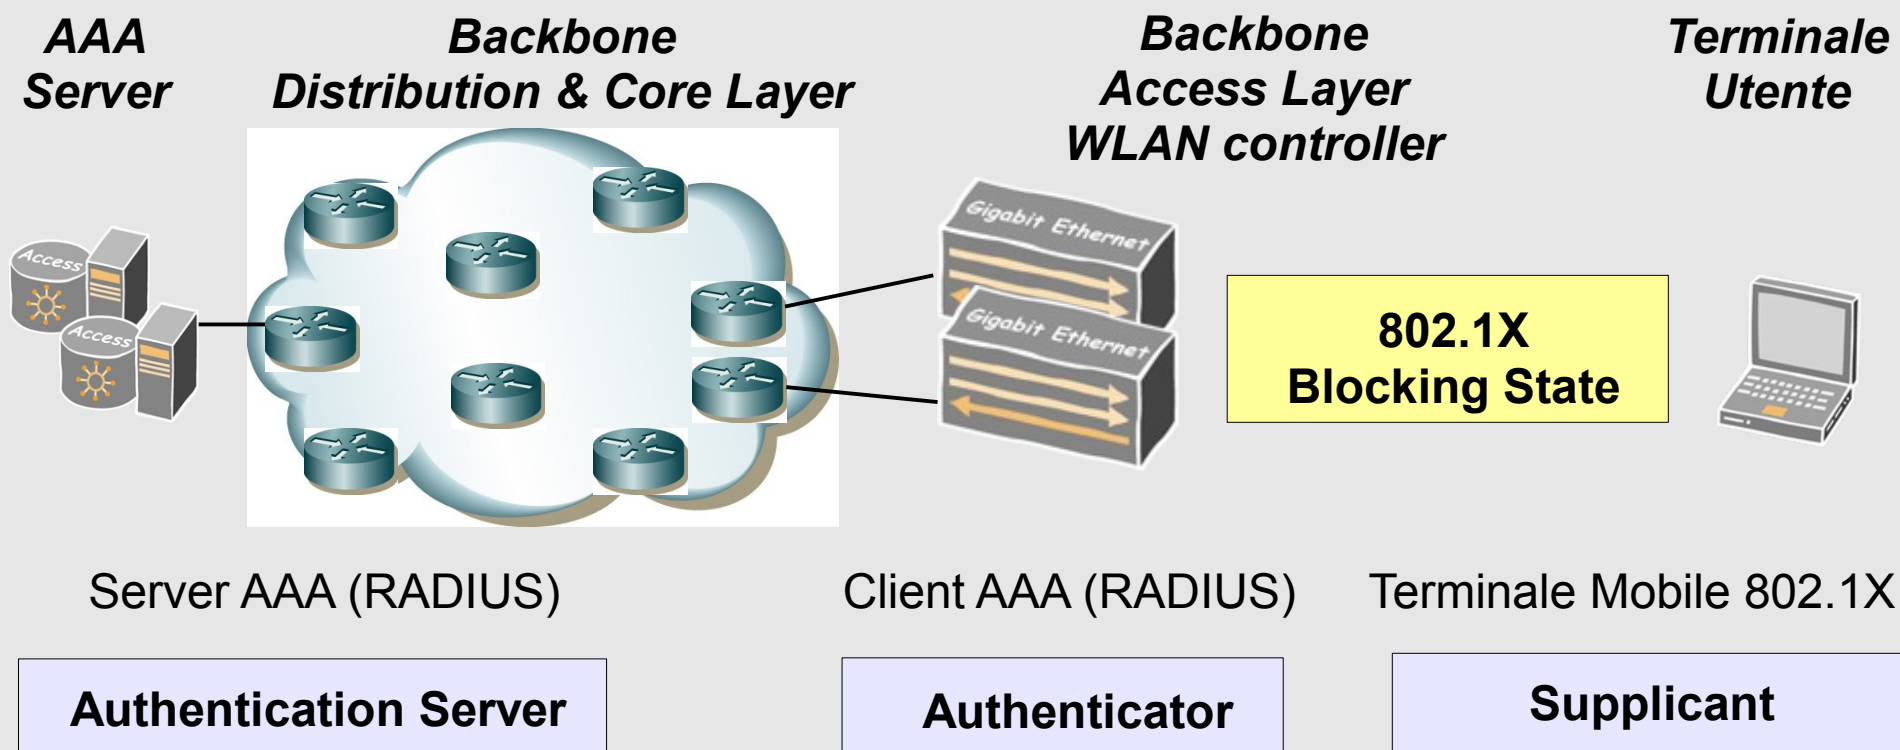 AAA
Server
Backbone
Distribution & Core Layer
Backbone
Access Layer
WLAN controller
Terminale
Utente
Access
Access
Gigabit Ethernet
Gigabit Ethernet
802.1X
Blocking State
Server AAA (RADIUS)
Client AAA (RADIUS)
Terminale Mobile 802.1X
Authentication Server
Authenticator
Supplicant